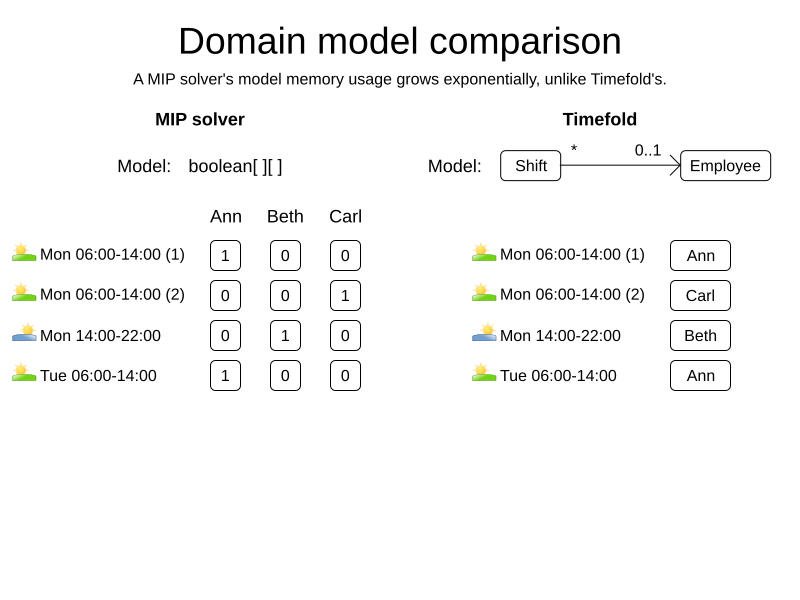 Domain model comparison
A MIP solver's model memory usage grows exponentially, unlike Timefold's.
MIP solver
Model: boolean[ ][ ]
Ann Beth Carl
Mon 06:00-14:00 (1) 1 0 0
Mon 06:00-14:00 (2) 0 0 1
Mon 14:00-22:00 0 1 0
Tue 06:00-14:00 1 0 0
Timefold
* 0..1
Model: Shift Employee
Mon 06:00-14:00 (1) Ann
Mon 06:00-14:00 (2) Carl
Mon 14:00-22:00 Beth
Tue 06:00-14:00 Ann